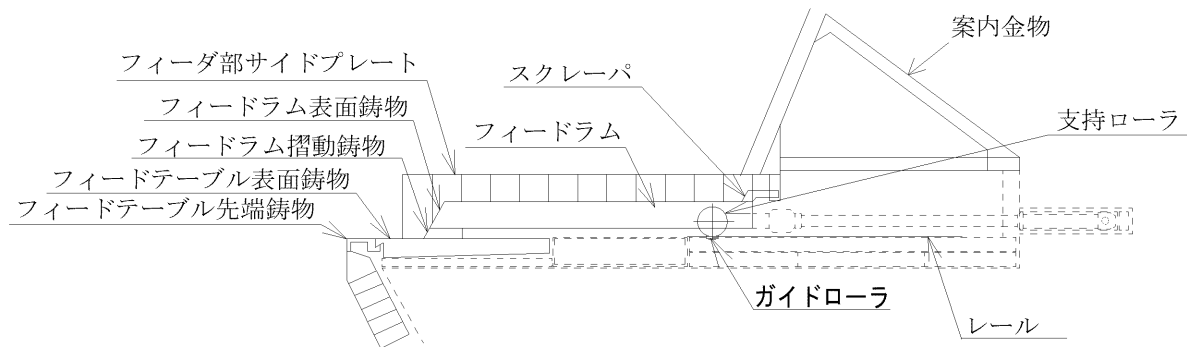 案内金物
フィーダ部サイドプレート
スクレーパ
フィードラム表面鋳物
フィードラム
支持ローラ
フィードラム摺動鋳物
フィードテーブル表面鋳物
フィードテーブル先端鋳物
ガイドローラ
レール